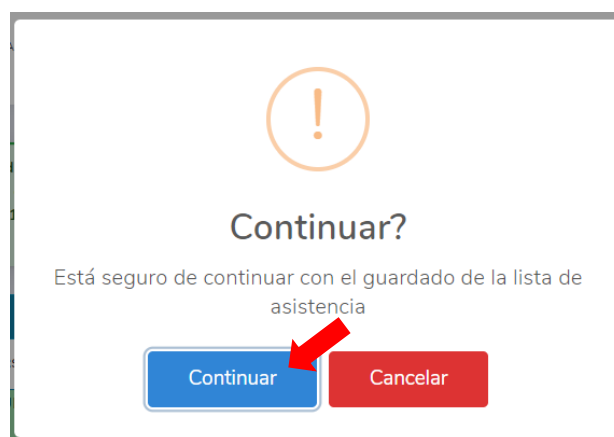 !
Continuar?
Está seguro de continuar con el guardado de la lista de
asistencia
Continuar
Cancelar